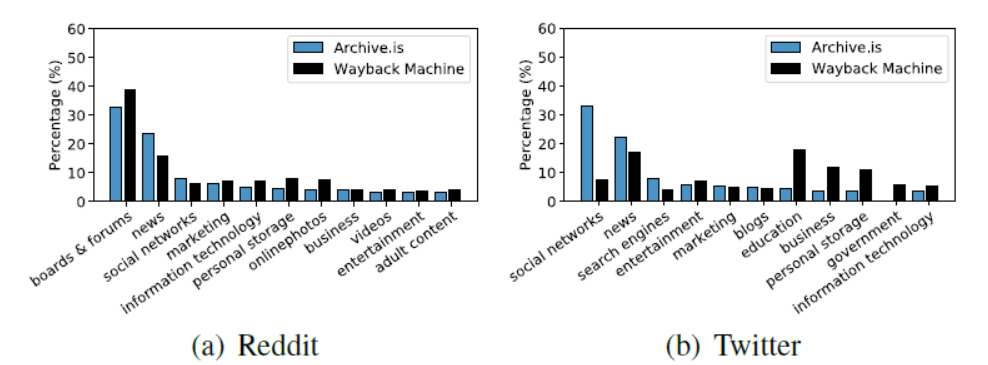 60
50
40
30
20
10
0
Percentage (%)
Archive.is
Wayback Machine
boards & forums
news
social networks
marketing
information technology
personal storage
onlinephotos
business
videos
entertainment
adult content
(a) Reddit
60
50
40
30
20
10
0
Percentage (%)
Archive.is
Wayback Machine
social networks
news
search engines
entertainment
marketing
blogs
education
business
personal storage
government
information technology
(b) Twitter